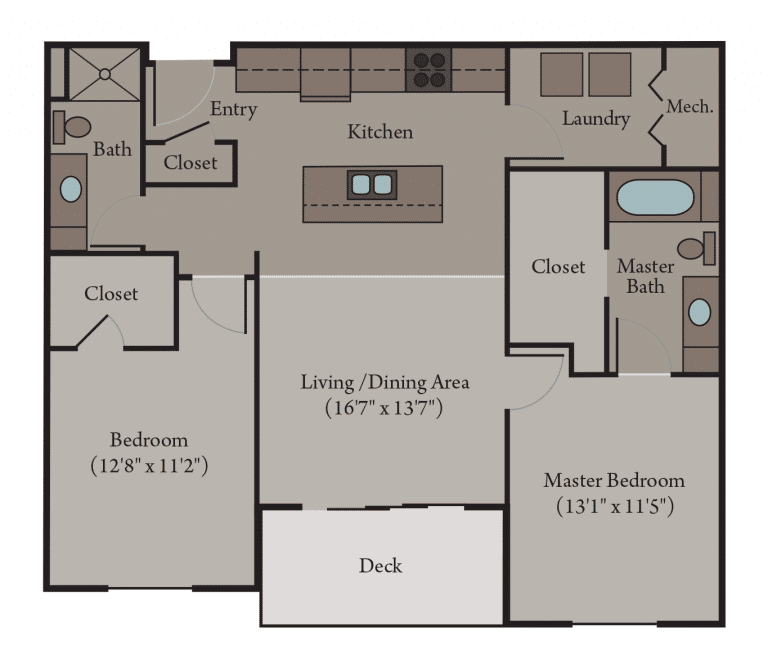 Entry
Bath
Closet
Kitchen
Laundry
Mech.
Closet
Closet
Master
Bath
Living /Dining Area
(16'7" x 13'7")
Bedroom
(12'8" x 11'2")
Master Bedroom
(13'1" x 11'5")
Deck